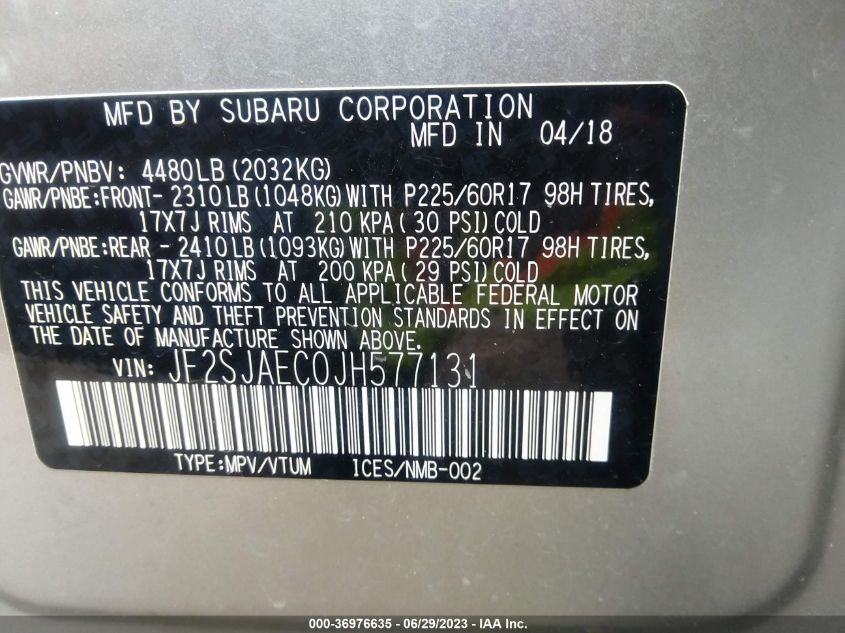 MFD BY SUBARU CORPORATION
MFD IN 04/18
GVWR/PNBV: 4480LB (2032KG)
GAWR/PNBE:FRONT- 2310LB (1048KG)WITH P225/60R17 98H TIRES,
17X7J RIMS AT 210 KPA( 30 PSI)COLD
GAWR/PNBE:REAR - 2410LB (1093KG)WITH P225/60R17 98H TIRES,
17X7J RIMS AT 200 KPA( 29 PSI)COLD
THIS VEHICLE CONFORMS TO ALL APPLICABLE FEDERAL MOTOR
VEHICLE SAFETY AND THEFT PREVENTION STANDARDS IN EFFECT ON
THE DATE OF MANUFACTURE SHOWN ABOVE.
VIN: JF2SJAEC0JH577131
TYPE:MPV/VTUM ICES/NMB-002
000-36976635 - 06/29/2023 - IAA Inc.